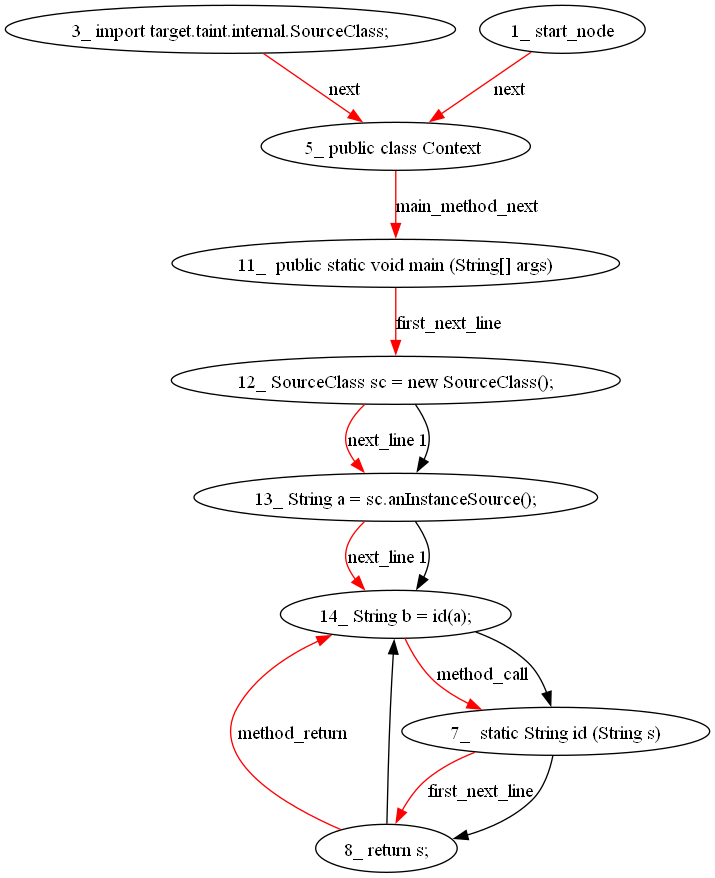 3_ import target.taint.internal.SourceClass;
1_ start_node
next
next
5_ public class Context
main_method_next
11_  public static void main (String[] args)
first_next_line
12_ SourceClass sc = new SourceClass();
next_line 1
13_ String a = sc.anInstanceSource();
next_line 1
14_ String b = id(a);
method_call
7_  static String id (String s)
method_return
first_next_line
8_ return s;